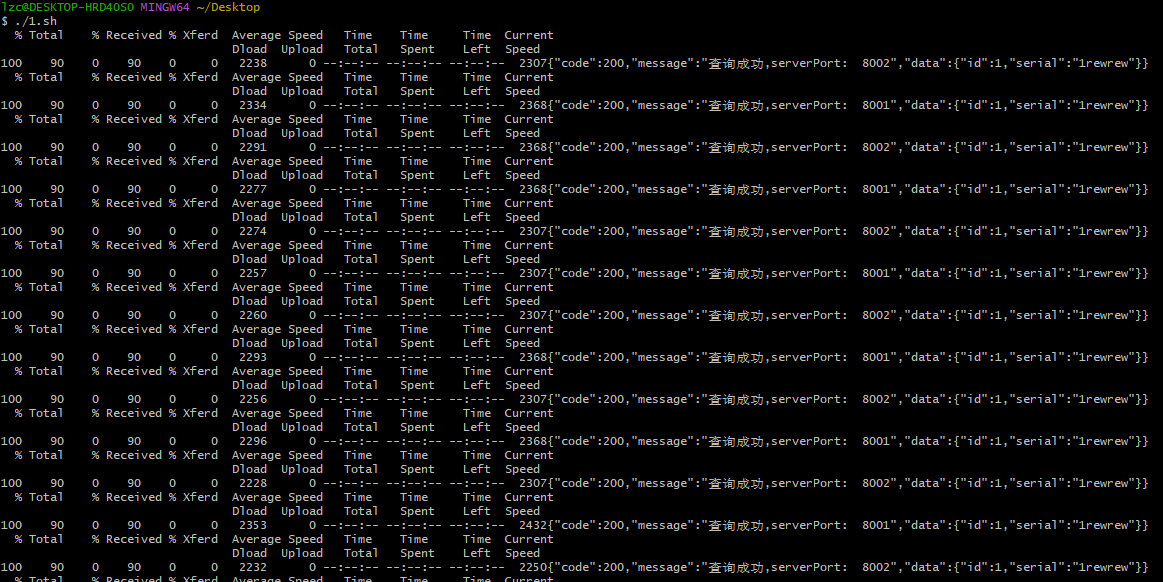 lzc@DESKTOP-HRD4OSO MINGW64 ~/Desktop
$ ./1.sh
  % Total    % Received % Xferd  Average Speed   Time    Time     Time  Current
                                 Dload  Upload   Total   Spent    Left  Speed
100    90    0    90    0     0   2238      0 --:--:-- --:--:-- --:--:--  2307{"code":200,"message":"查询成功,serverPort:  8002","data":{"id":1,"serial":"1rewrew"}}
  % Total    % Received % Xferd  Average Speed   Time    Time     Time  Current
                                 Dload  Upload   Total   Spent    Left  Speed
100    90    0    90    0     0   2334      0 --:--:-- --:--:-- --:--:--  2368{"code":200,"message":"查询成功,serverPort:  8001","data":{"id":1,"serial":"1rewrew"}}
  % Total    % Received % Xferd  Average Speed   Time    Time     Time  Current
                                 Dload  Upload   Total   Spent    Left  Speed
100    90    0    90    0     0   2291      0 --:--:-- --:--:-- --:--:--  2368{"code":200,"message":"查询成功,serverPort:  8002","data":{"id":1,"serial":"1rewrew"}}
  % Total    % Received % Xferd  Average Speed   Time    Time     Time  Current
                                 Dload  Upload   Total   Spent    Left  Speed
100    90    0    90    0     0   2277      0 --:--:-- --:--:-- --:--:--  2368{"code":200,"message":"查询成功,serverPort:  8001","data":{"id":1,"serial":"1rewrew"}}
  % Total    % Received % Xferd  Average Speed   Time    Time     Time  Current
                                 Dload  Upload   Total   Spent    Left  Speed
100    90    0    90    0     0   2274      0 --:--:-- --:--:-- --:--:--  2307{"code":200,"message":"查询成功,serverPort:  8002","data":{"id":1,"serial":"1rewrew"}}
  % Total    % Received % Xferd  Average Speed   Time    Time     Time  Current
                                 Dload  Upload   Total   Spent    Left  Speed
100    90    0    90    0     0   2257      0 --:--:-- --:--:-- --:--:--  2307{"code":200,"message":"查询成功,serverPort:  8001","data":{"id":1,"serial":"1rewrew"}}
  % Total    % Received % Xferd  Average Speed   Time    Time     Time  Current
                                 Dload  Upload   Total   Spent    Left  Speed
100    90    0    90    0     0   2260      0 --:--:-- --:--:-- --:--:--  2307{"code":200,"message":"查询成功,serverPort:  8002","data":{"id":1,"serial":"1rewrew"}}
  % Total    % Received % Xferd  Average Speed   Time    Time     Time  Current
                                 Dload  Upload   Total   Spent    Left  Speed
100    90    0    90    0     0   2293      0 --:--:-- --:--:-- --:--:--  2368{"code":200,"message":"查询成功,serverPort:  8001","data":{"id":1,"serial":"1rewrew"}}
  % Total    % Received % Xferd  Average Speed   Time    Time     Time  Current
                                 Dload  Upload   Total   Spent    Left  Speed
100    90    0    90    0     0   2256      0 --:--:-- --:--:-- --:--:--  2307{"code":200,"message":"查询成功,serverPort:  8002","data":{"id":1,"serial":"1rewrew"}}
  % Total    % Received % Xferd  Average Speed   Time    Time     Time  Current
                                 Dload  Upload   Total   Spent    Left  Speed
100    90    0    90    0     0   2296      0 --:--:-- --:--:-- --:--:--  2368{"code":200,"message":"查询成功,serverPort:  8001","data":{"id":1,"serial":"1rewrew"}}
  % Total    % Received % Xferd  Average Speed   Time    Time     Time  Current
                                 Dload  Upload   Total   Spent    Left  Speed
100    90    0    90    0     0   2228      0 --:--:-- --:--:-- --:--:--  2307{"code":200,"message":"查询成功,serverPort:  8002","data":{"id":1,"serial":"1rewrew"}}
  % Total    % Received % Xferd  Average Speed   Time    Time     Time  Current
                                 Dload  Upload   Total   Spent    Left  Speed
100    90    0    90    0     0   2353      0 --:--:-- --:--:-- --:--:--  2432{"code":200,"message":"查询成功,serverPort:  8001","data":{"id":1,"serial":"1rewrew"}}
  % Total    % Received % Xferd  Average Speed   Time    Time     Time  Current
                                 Dload  Upload   Total   Spent    Left  Speed
100    90    0    90    0     0   2232      0 --:--:-- --:--:-- --:--:--  2250{"code":200,"message":"查询成功,serverPort:  8002","data":{"id":1,"serial":"1rewrew"}}
  % Total    % Received % Xferd  Average Speed   Time    Time     Time  Current